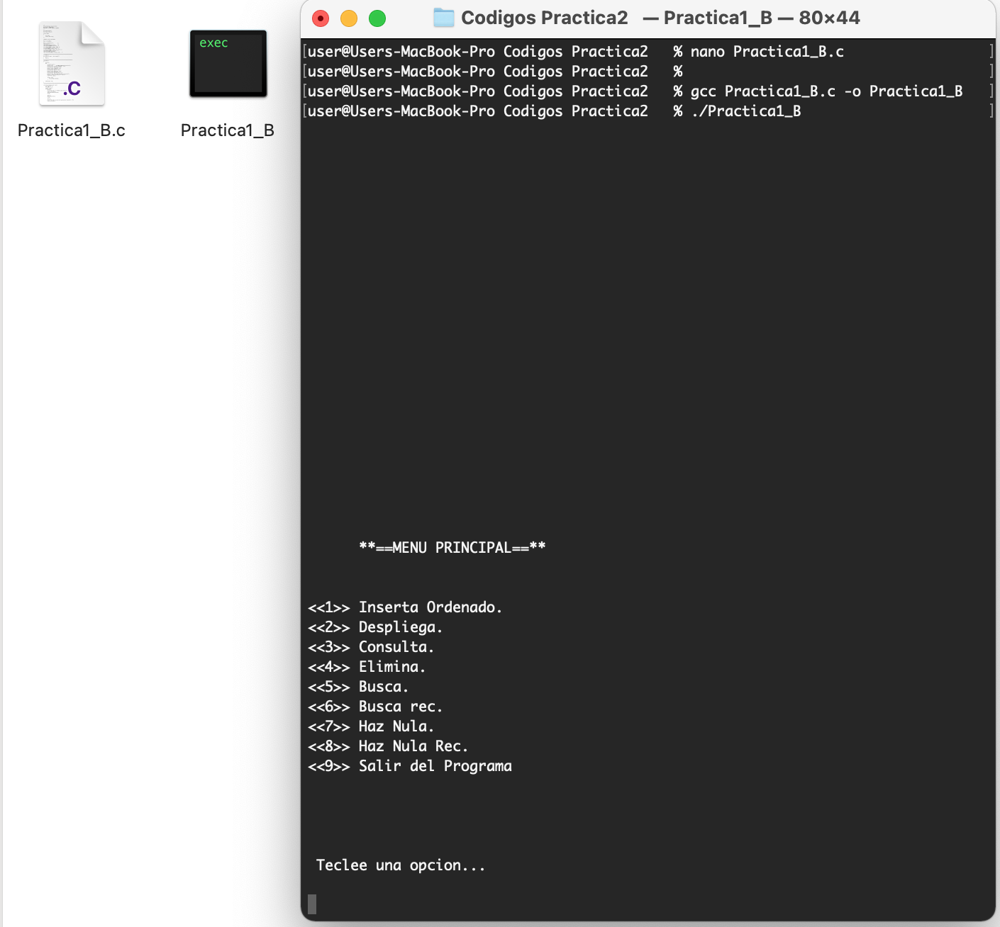 .C
Practica1_B.c
exec
Practica1_B
Codigos Practica2 — Practica1_B — 80×44
[user@Users-MacBook-Pro Codigos Practica2 % nano Practica1_B.c ]
[user@Users-MacBook-Pro Codigos Practica2 % ]
[user@Users-MacBook-Pro Codigos Practica2 % gcc Practica1_B.c -o Practica1_B ]
[user@Users-MacBook-Pro Codigos Practica2 % ./Practica1_B ]
**==MENU PRINCIPAL==**
<<1>> Inserta Ordenado.
<<2>> Despliega.
<<3>> Consulta.
<<4>> Elimina.
<<5>> Busca.
<<6>> Busca rec.
<<7>> Haz Nula.
<<8>> Haz Nula Rec.
<<9>> Salir del Programa
Teclee una opcion...